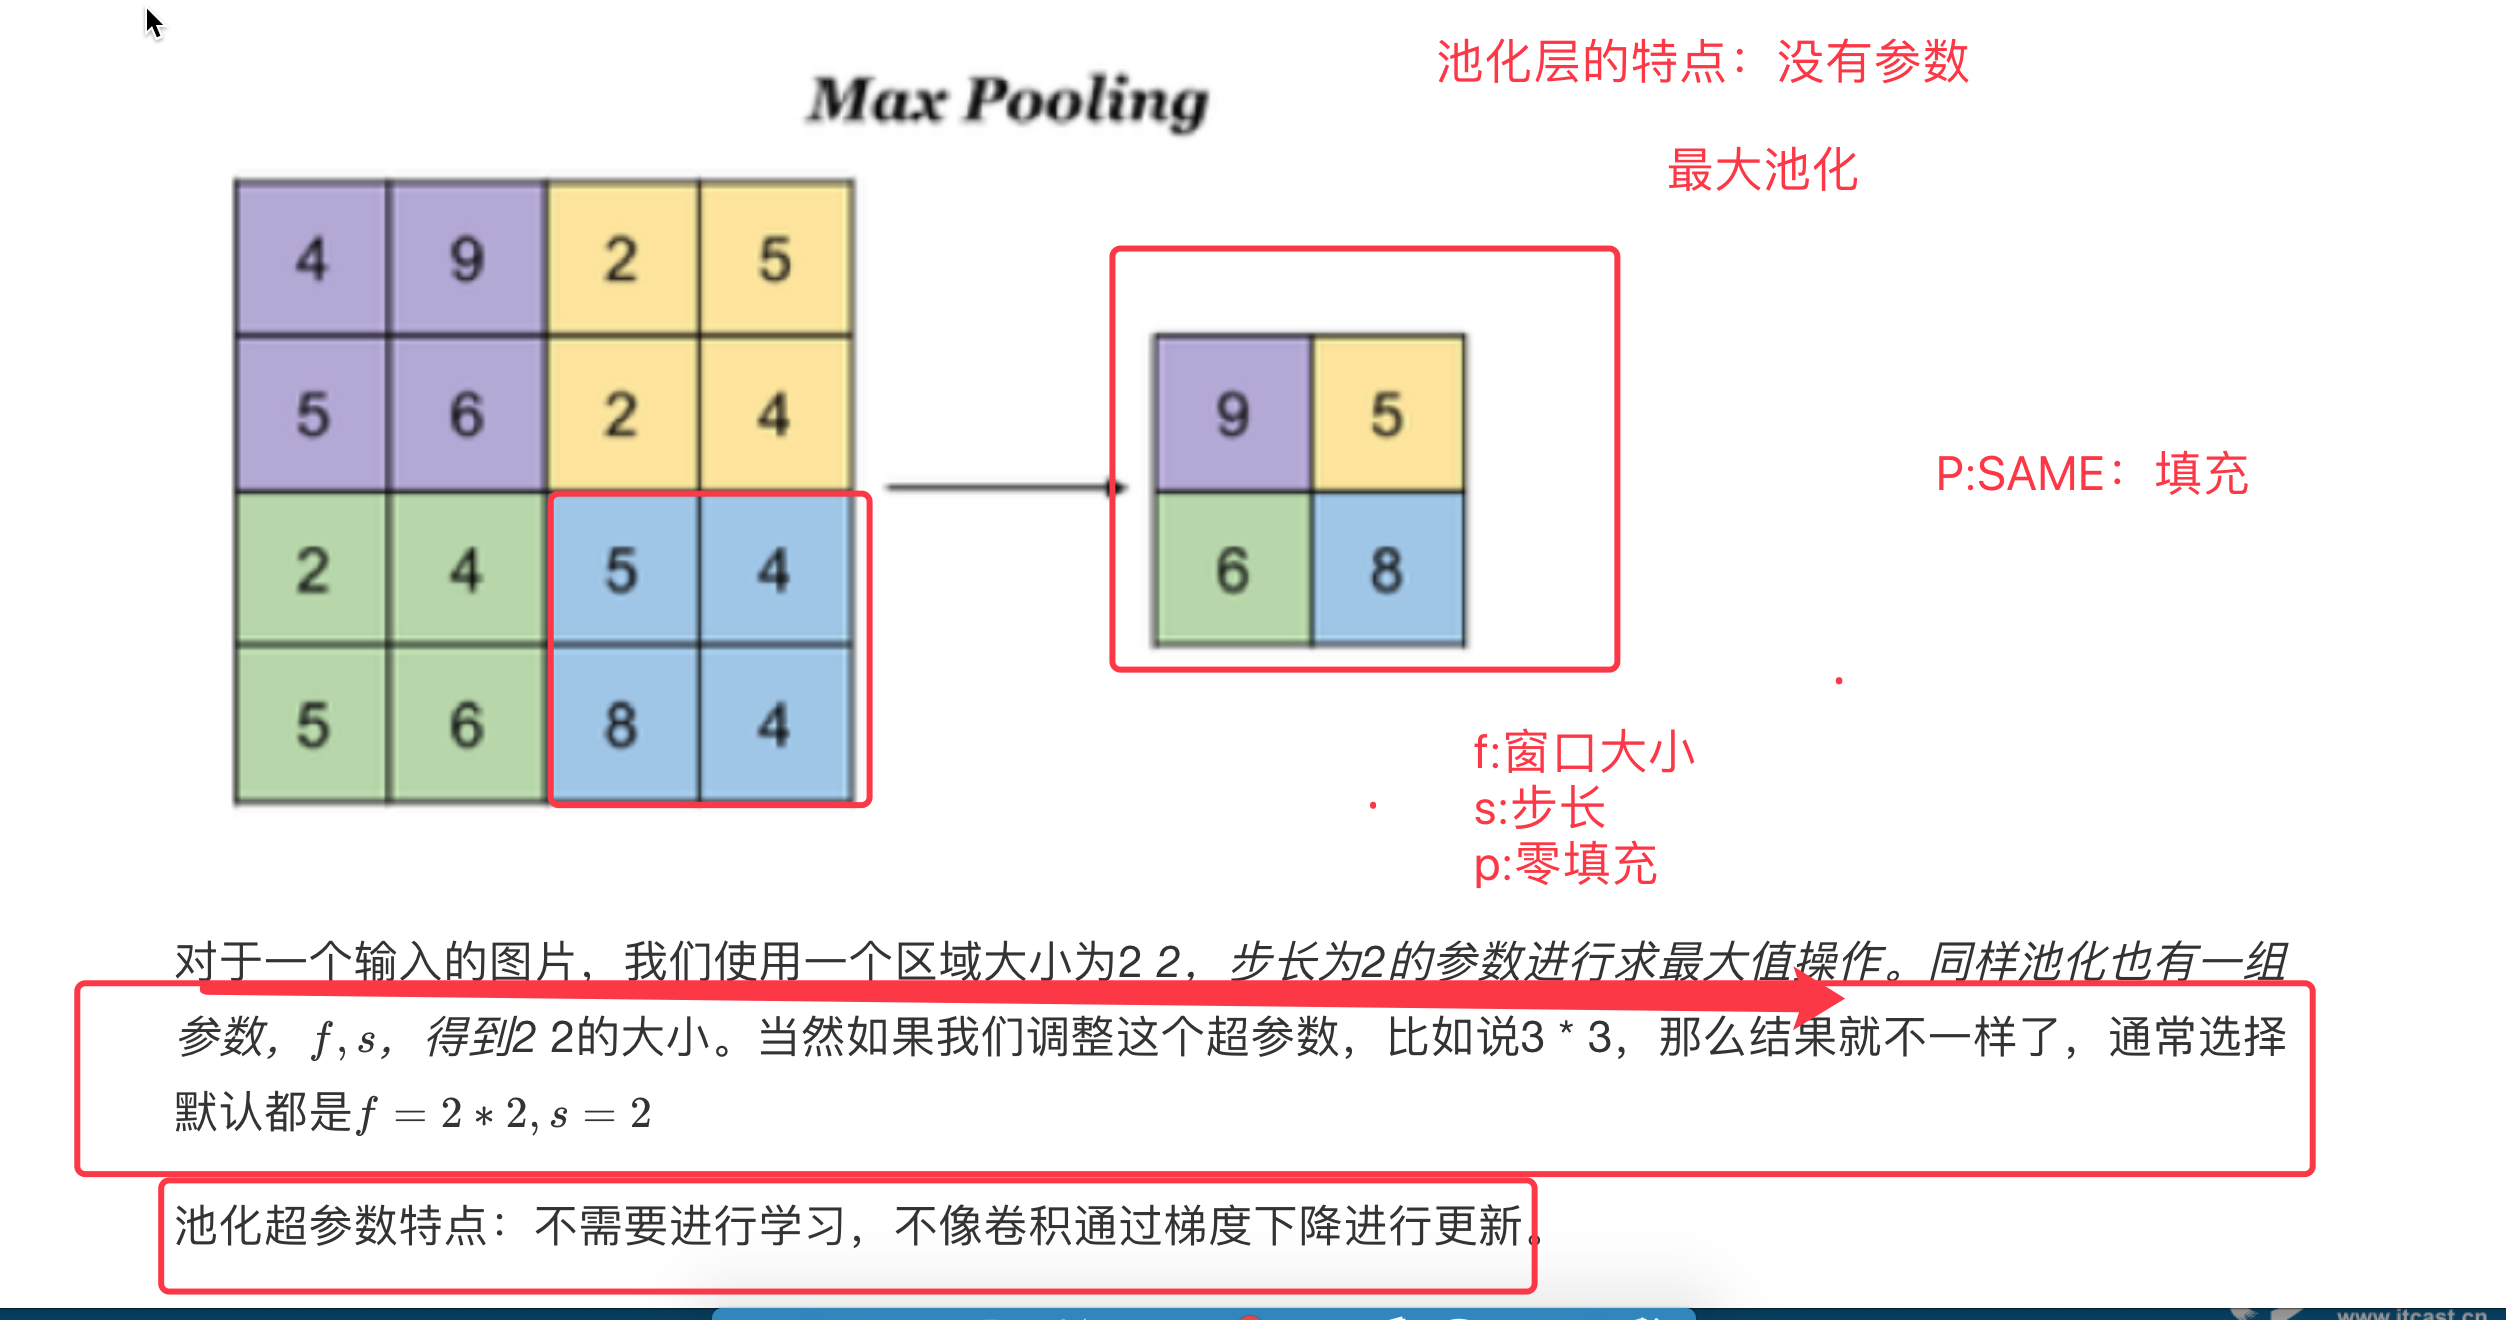 池化层的特点：没有参数
Max Pooling
最大池化
4 9 2 5
5 6 2 4
2 4 5 4
5 6 8 4
9 5
6 8
P:SAME：填充
f:窗口大小
s:步长
p:零填充
对于一个输入的图片，我们使用一个区域大小为2 2，步长为2的参数进行求最大值操作。同样池化也有一组
参数，f, s，得到2 2的大小。当然如果我们调整这个超参数，比如说3 * 3，那么结果就不一样了，通常选择
默认都是f = 2 ∗ 2, s = 2
池化超参数特点：不需要进行学习，不像卷积通过梯度下降进行更新。
www.itcast.cn